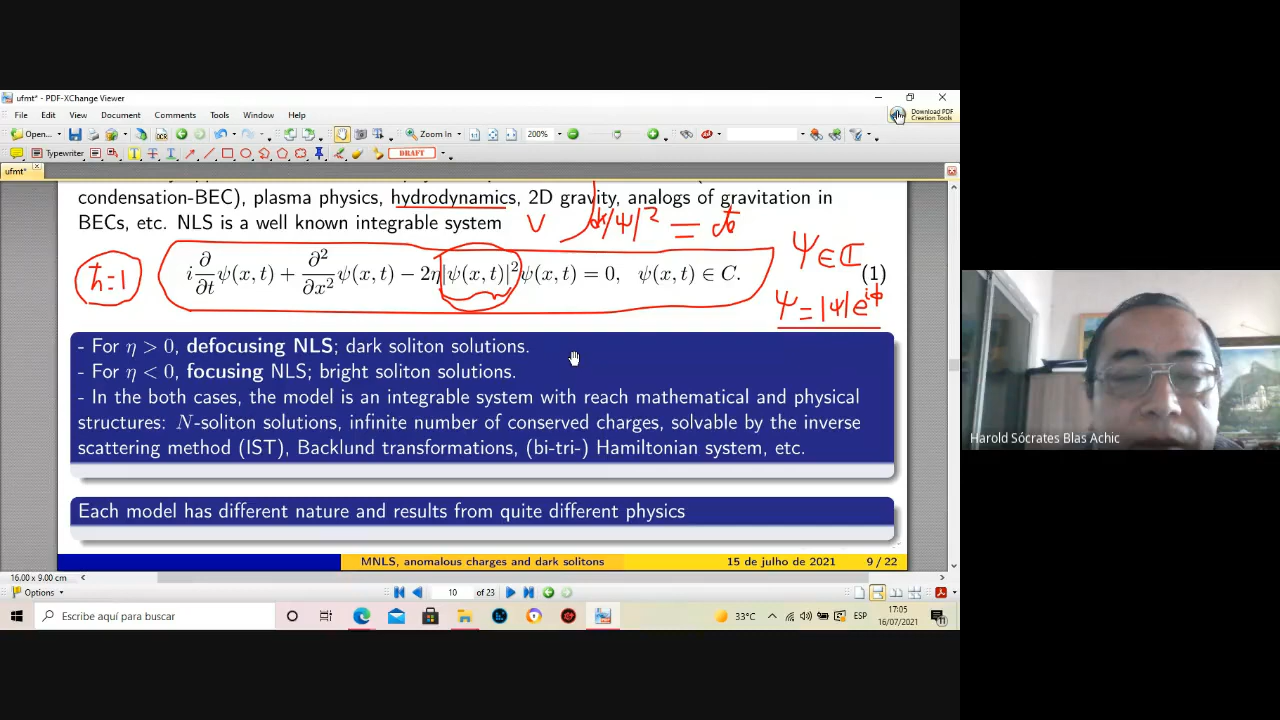 ufmt* - PDF-XChange Viewer
File Edit View Document Comments Tools Window Help
Download PDF
Creation Tools
Open... OCR Zoom In 200%
Typewriter DRAFT
ufmt*
condensation-BEC), plasma physics, hydrodynamics, 2D gravity, analogs of gravitation in
BECs, etc. NLS is a well known integrable system
V ∫dx|ψ|² =
ħ=1
i∂/∂t ψ(x, t) + ∂²/∂x² ψ(x, t) − 2η|ψ(x, t)|²ψ(x, t) = 0, ψ(x, t) ∈ C. (1)
ψ∈ℂ
ψ=|ψ|e^{iϕ}
- For η > 0, defocusing NLS; dark soliton solutions.
- For η < 0, focusing NLS; bright soliton solutions.
- In the both cases, the model is an integrable system with reach mathematical and physical
structures: N-soliton solutions, infinite number of conserved charges, solvable by the inverse
scattering method (IST), Backlund transformations, (bi-tri-) Hamiltonian system, etc.
Each model has different nature and results from quite different physics
MNLS, anomalous charges and dark solitons 15 de julho de 2021 9 / 22
16.00 x 9.00 cm
Options 10 of 23
Escribe aquí para buscar
33°C ESP 17:05
16/07/2021
Harold Sócrates Blas Achic